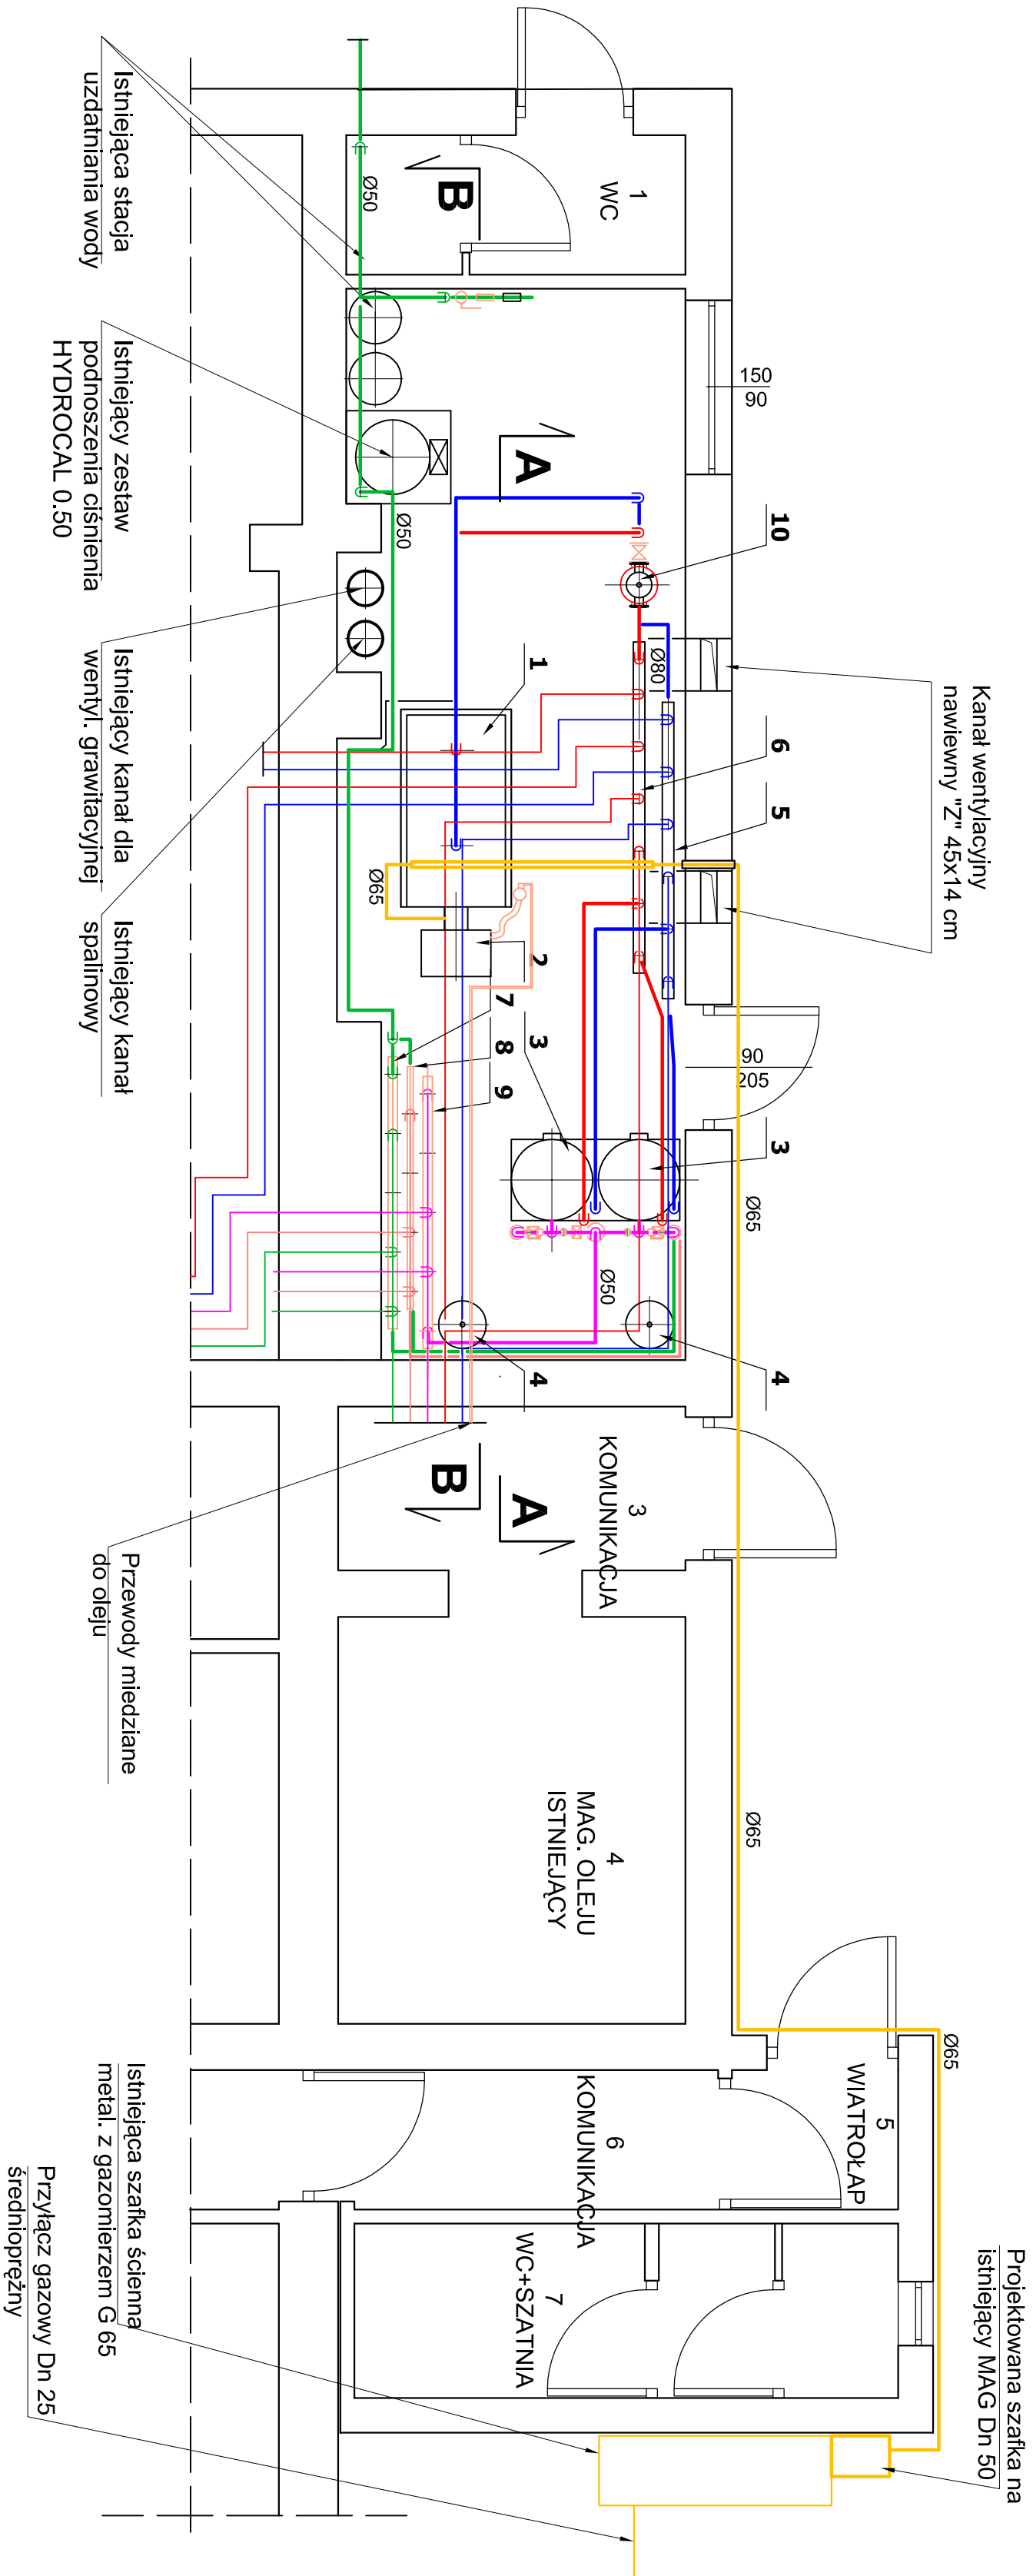 Kanał wentylacyjny
nawiewny "Z" 45x14 cm
Projektowana szafka na
istniejący MAG Dn 50
150
90
90
205
10
6
5
3
4
Ø65
Ø65
Ø65
1
WC
Ø80
Ø50
3
KOMUNIKACJA
4
MAG. OLEJU
ISTNIEJĄCY
5
WIATROŁAP
6
KOMUNIKACJA
7
WC+SZATNIA
A
1
2
3
7
8
9
4
A
B
B
Ø50
Ø50
Ø65
Istniejąca stacja
uzdatniania wody
Istniejący zestaw
podnoszenia ciśnienia
HYDROCAL 0.50
Istniejący kanał dla
wentyl. grawitacyjnej
Istniejący kanał
spalinowy
Przewody miedziane
do oleju
Istniejąca szafka ścienna
metal. z gazomierzem G 65
Przyłącz gazowy Dn 25
średnioprężny